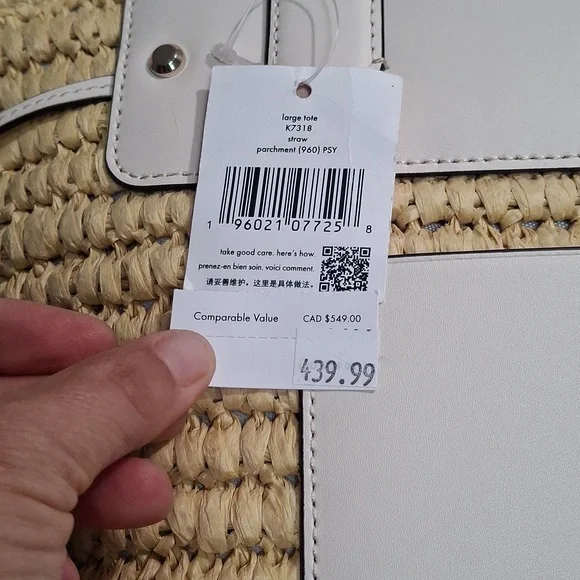 large tote
K7318
straw
parchment (960) PSY
1 96021 07725 8
take good care. here's how.
prenez-en bien soin. voici comment.
请妥善维护。这里是具体做法。
Comparable Value CAD $549.00
439.99